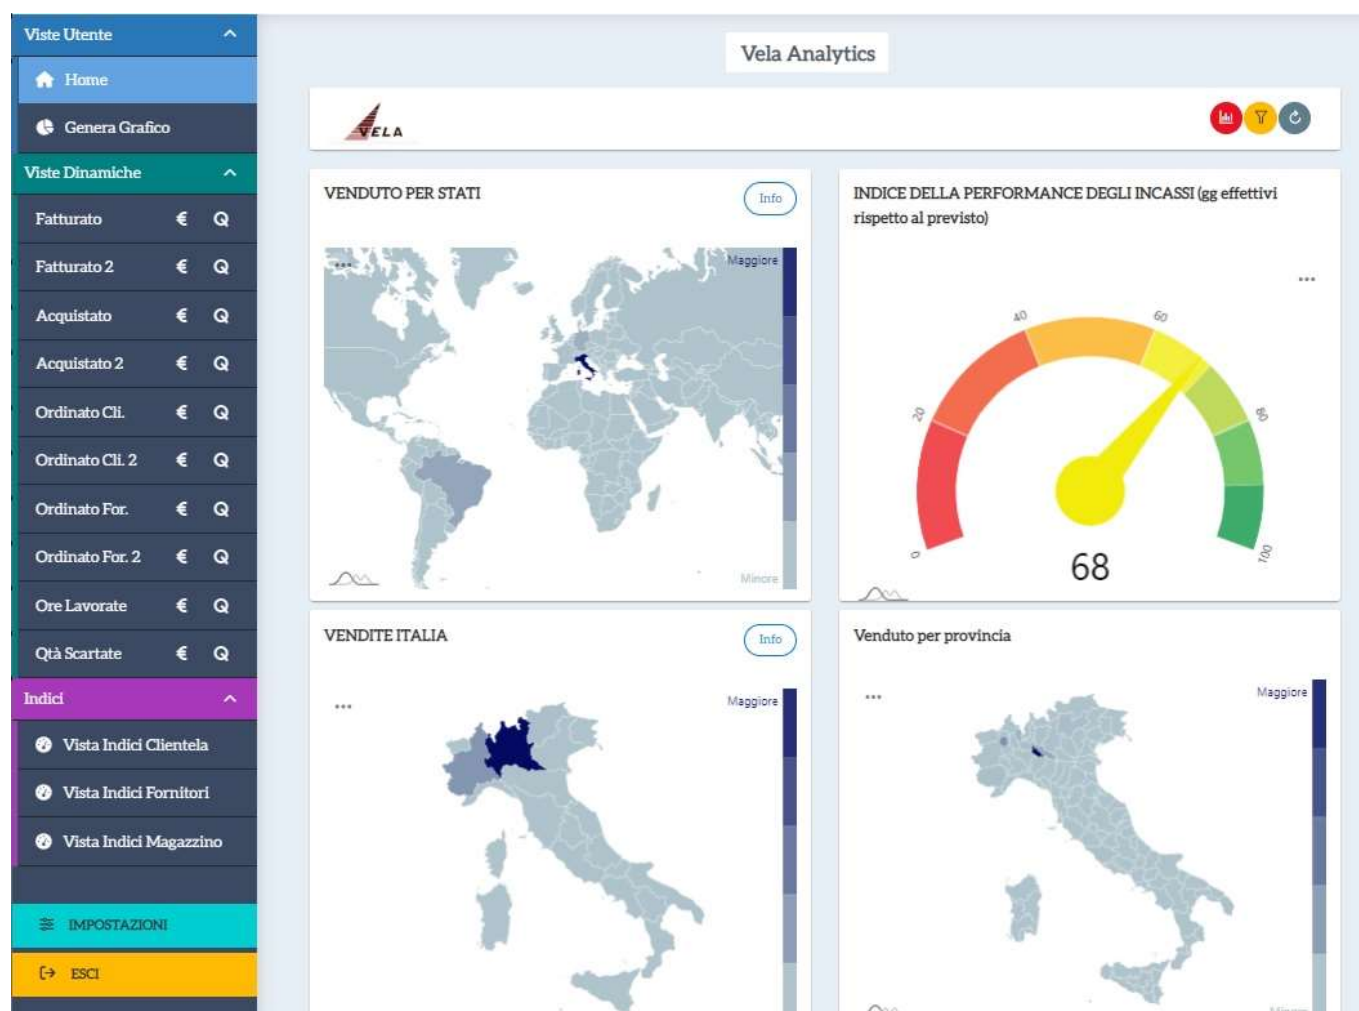 Viste Utente
Home
Genera Grafico
Viste Dinamiche
Fatturato € Q
Fatturato 2 € Q
Acquistato € Q
Acquistato 2 € Q
Ordinato Cli. € Q
Ordinato Cli. 2 € Q
Ordinato For. € Q
Ordinato For. 2 € Q
Ore Lavorate € Q
Qtà Scartate € Q
Indici
Vista Indici Clientela
Vista Indici Fornitori
Vista Indici Magazzino
IMPOSTAZIONI
ESCI
Vela Analytics
VELA
VENDUTO PER STATI
Info
Maggiore
Minore
INDICE DELLA PERFORMANCE DEGLI INCASSI (gg effettivi
rispetto al previsto)
0
20
40
60
80
100
68
VENDITE ITALIA
Info
Maggiore
Venduto per provincia
Maggiore
Minore